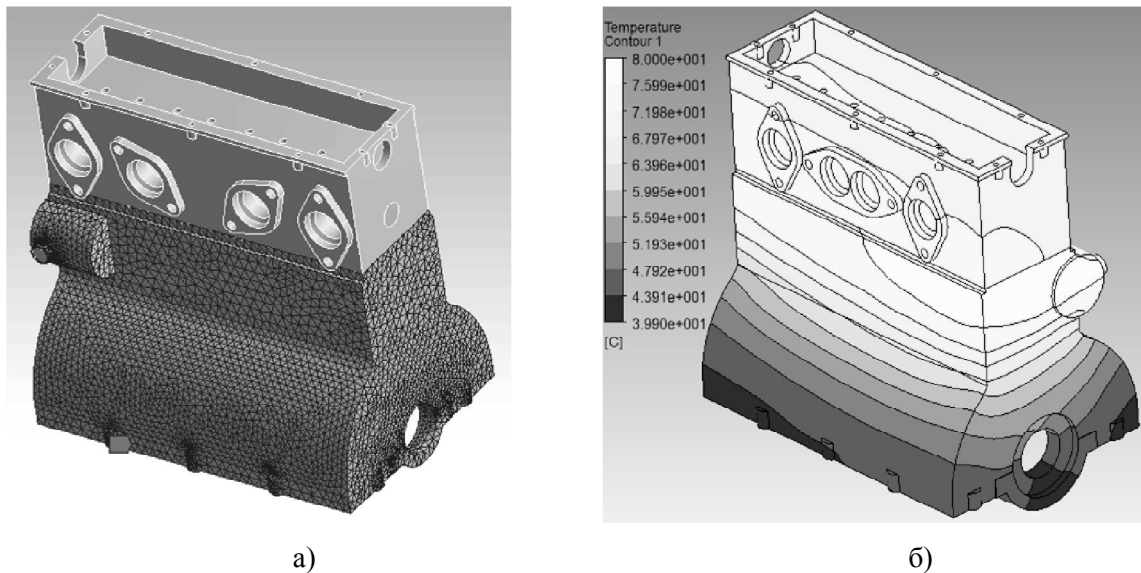 Temperature
Contour 1
8.000e+001
7.599e+001
7.198e+001
6.797e+001
6.396e+001
5.995e+001
5.594e+001
5.193e+001
4.792e+001
4.391e+001
3.990e+001
[C]
а)
б)